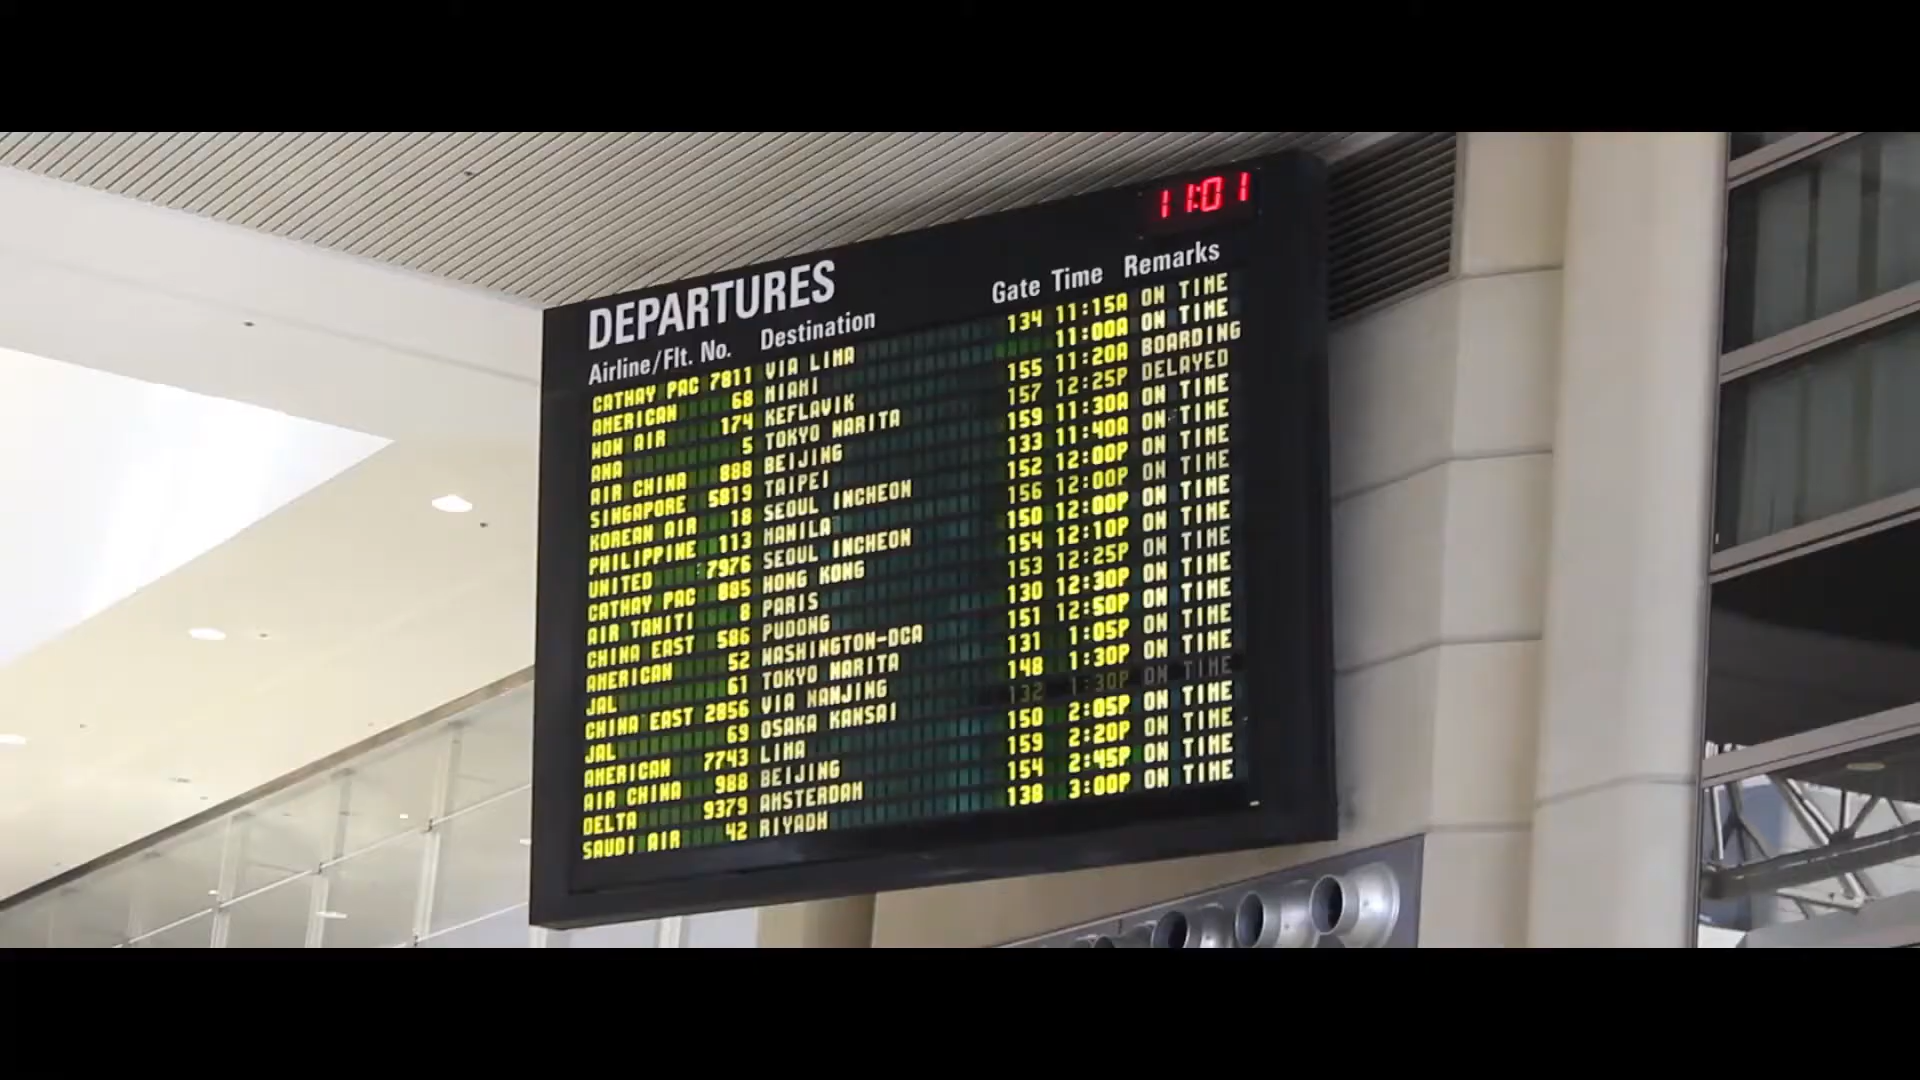 11:01
DEPARTURES
Airline/Flt. No. Destination Gate Time Remarks
CATHAY PAC 7811 VIA LIMA 134 11:15A ON TIME
AMERICAN 68 MIAMI 11:00A ON TIME
WOW AIR 174 KEFLAVIK 155 11:20A BOARDING
ANA 5 TOKYO NARITA 157 12:25P DELAYED
AIR CHINA 888 BEIJING 159 11:30A ON TIME
SINGAPORE 5819 TAIPEI 133 11:40A ON TIME
KOREAN AIR 18 SEOUL INCHEON 152 12:00P ON TIME
PHILIPPINE 113 MANILA 156 12:00P ON TIME
UNITED 7976 SEOUL INCHEON 150 12:00P ON TIME
CATHAY PAC 885 HONG KONG 154 12:10P ON TIME
AIR TAHITI 8 PARIS 153 12:25P ON TIME
CHINA EAST 586 PUDONG 130 12:30P ON TIME
AMERICAN 52 WASHINGTON-DCA 151 12:50P ON TIME
JAL 61 TOKYO NARITA 131 1:05P ON TIME
CHINA EAST 2856 VIA NANJING 148 1:30P ON TIME
JAL 69 OSAKA KANSAI 132 1:30P ON TIME
AMERICAN 7743 LIMA 150 2:05P ON TIME
AIR CHINA 988 BEIJING 159 2:20P ON TIME
DELTA 9379 AMSTERDAM 154 2:45P ON TIME
SAUDI AIR 42 RIYADH 138 3:00P ON TIME